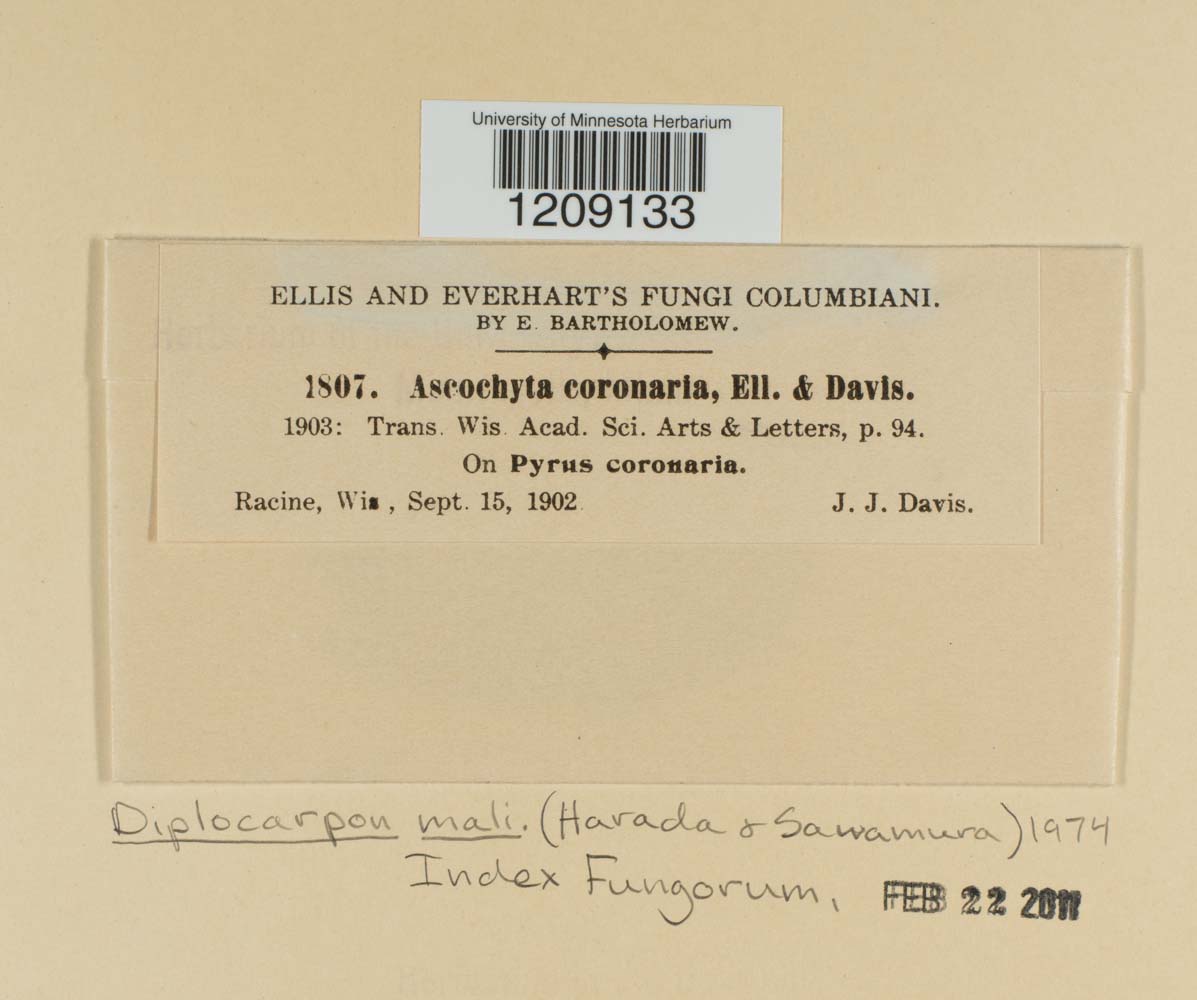 University of Minnesota Herbarium
1209133
ELLIS AND EVERHART'S FUNGI COLUMBIANI.
BY E. BARTHOLOMEW.
1807. Ascochyta coronaria, Ell. & Davis.
1903: Trans. Wis. Acad. Sci. Arts & Letters, p. 94.
On Pyrus coronaria.
Racine, Wis, Sept. 15, 1902. J. J. Davis.
Diplocarpon mali. (Harada & Sawamura) 1974
Index Fungorum.
FEB 22